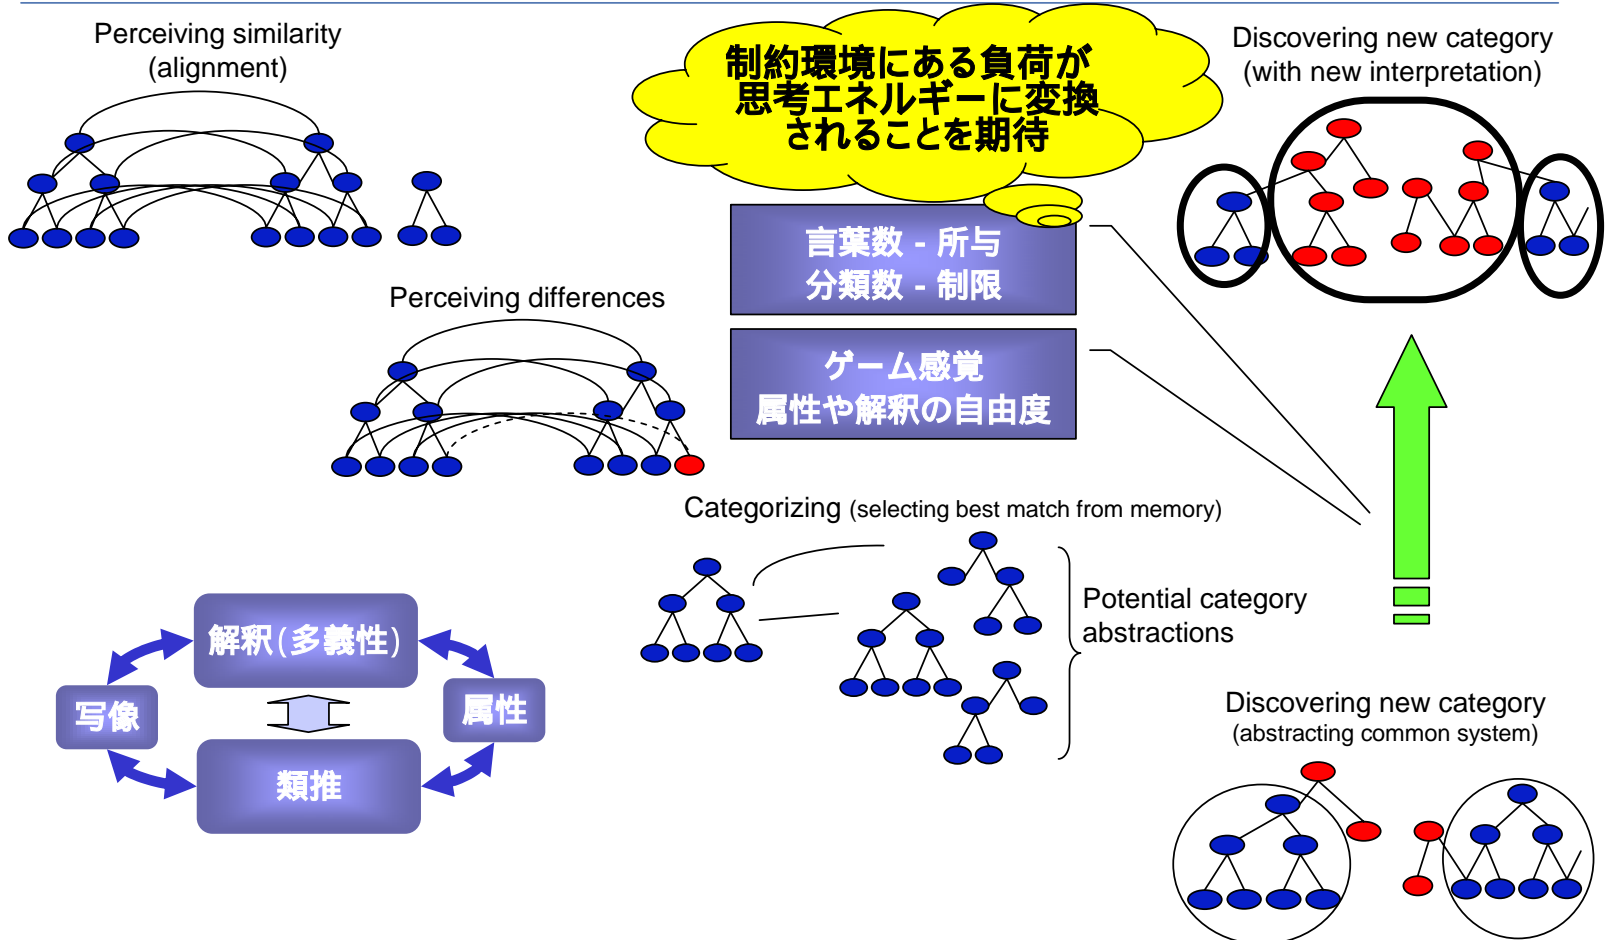 Perceiving similarity
(alignment)
制約環境にある負荷が
思考エネルギーに変換
されることを期待
Discovering new category
(with new interpretation)
言葉数 - 所与
分類数 - 制限
Perceiving differences
ゲーム感覚
属性や解釈の自由度
Categorizing (selecting best match from memory)
Potential category
abstractions
解釈(多義性)
写像
属性
類推
Discovering new category
(abstracting common system)